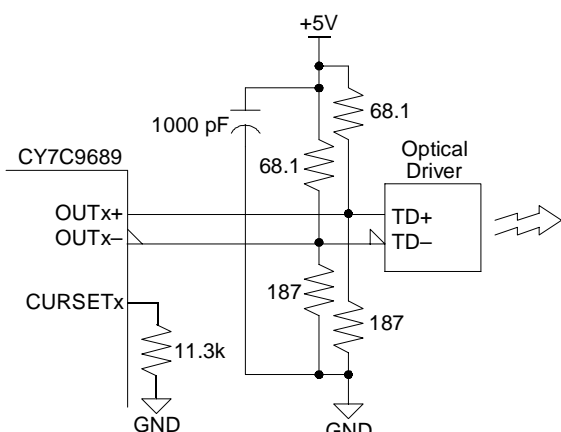 +5V
68.1
1000 pF
CY7C9689
68.1
Optical
Driver
OUTx+
TD+
OUTx–
TD–
CURSETx
187
187
11.3k
GND
GND